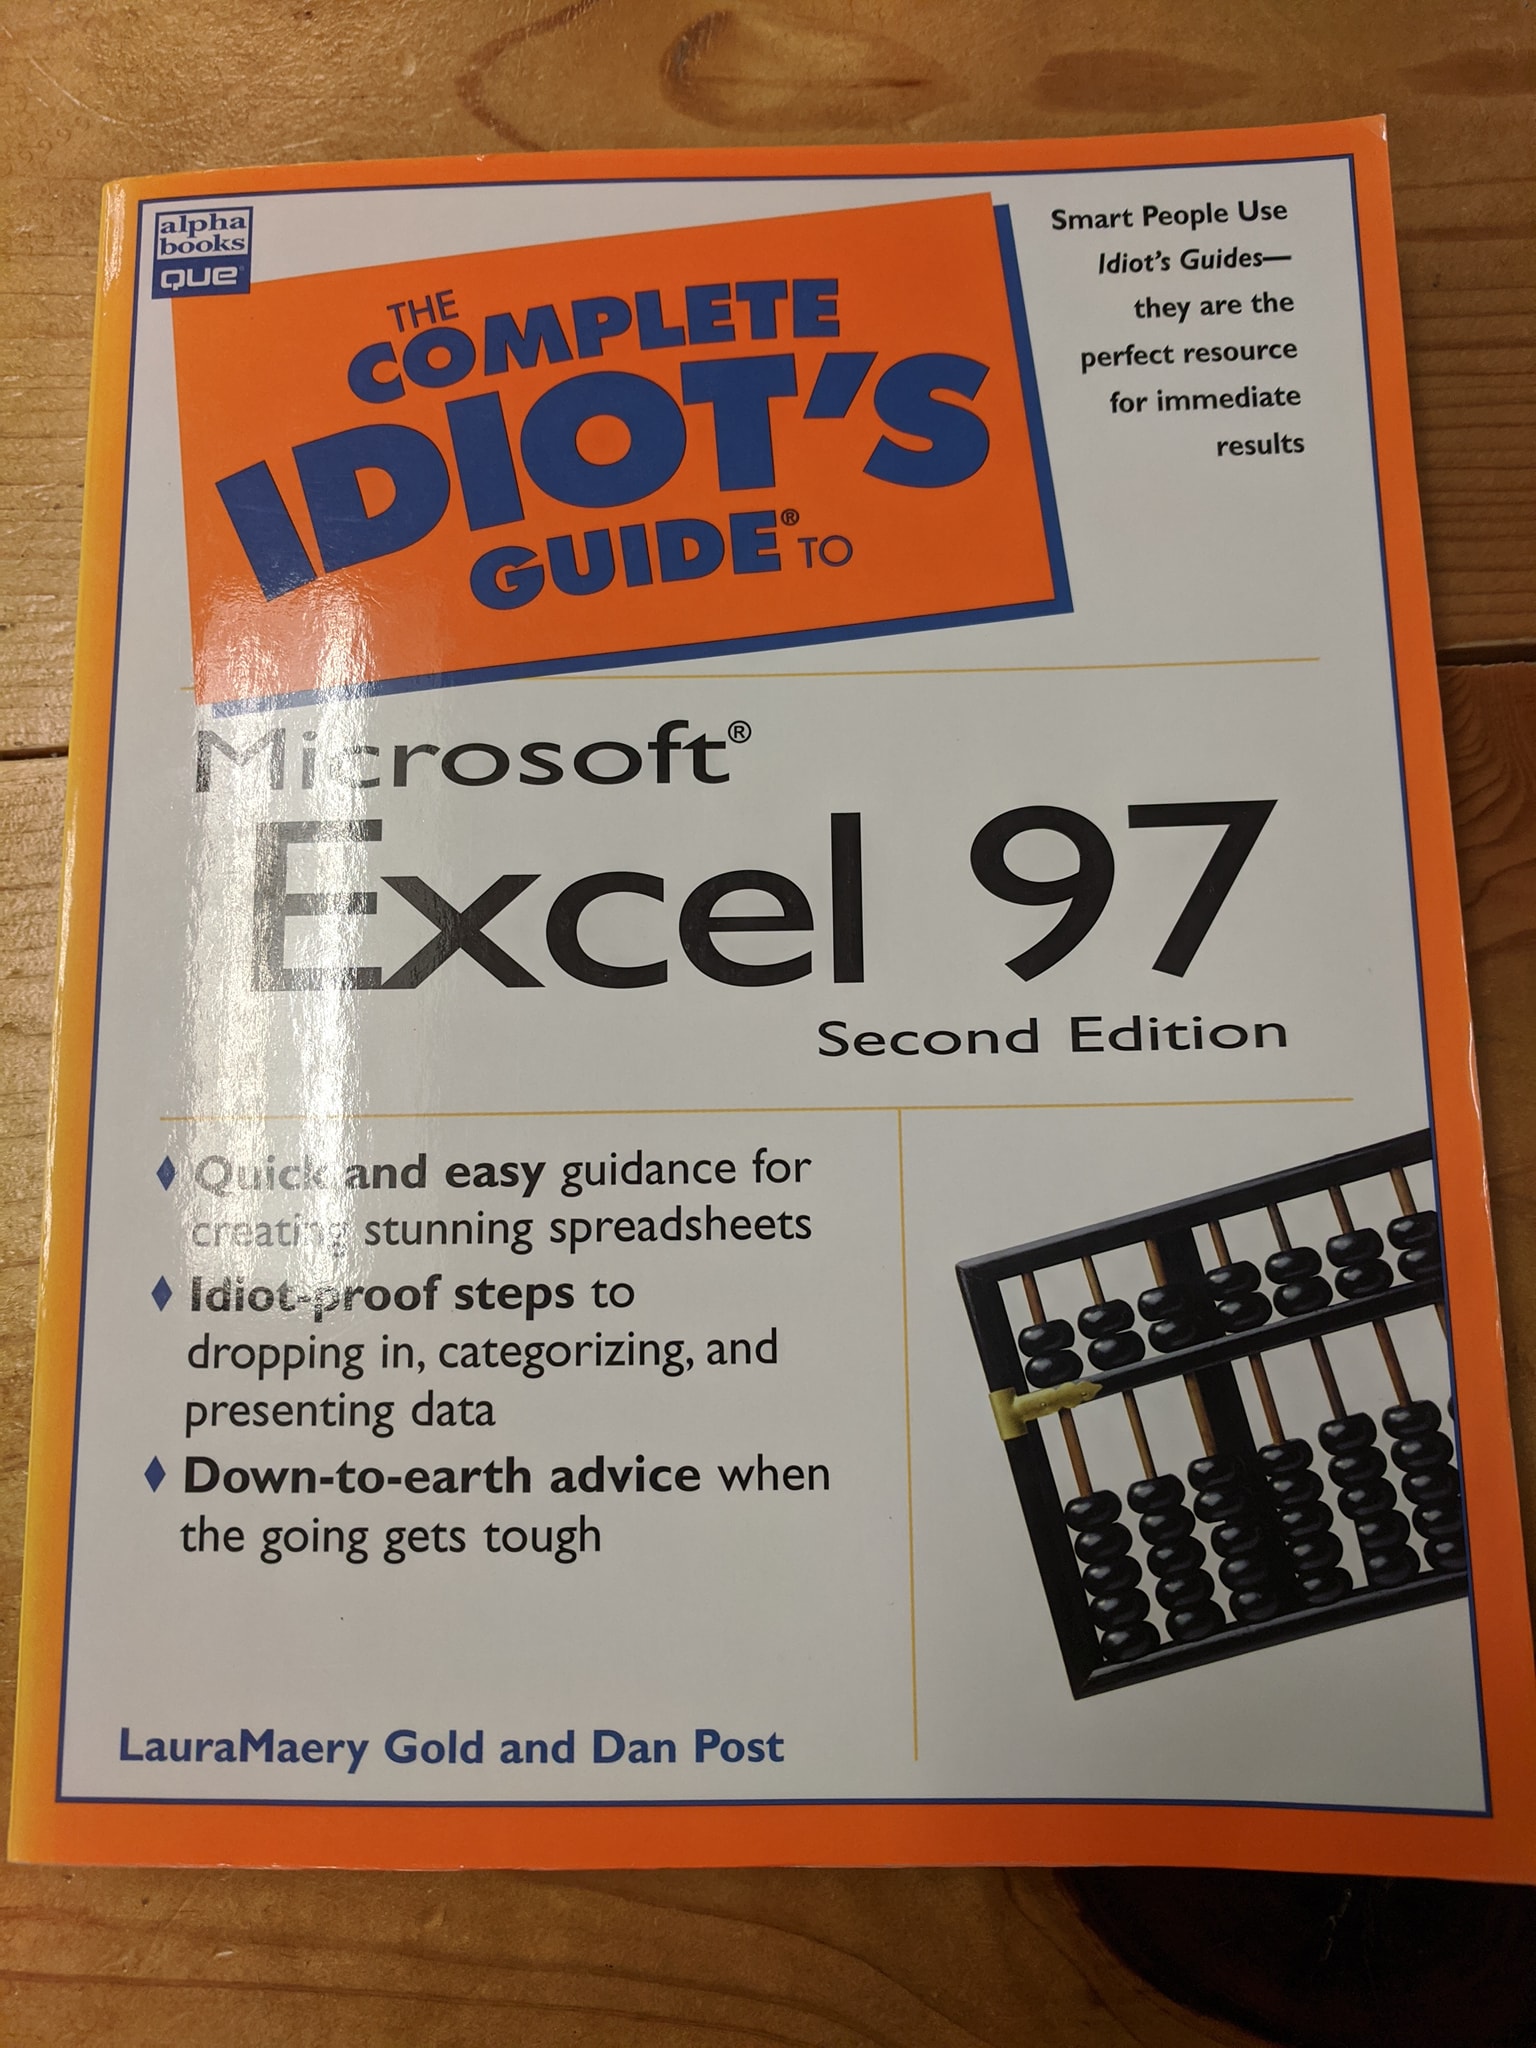 alpha
books
QUE
THE
COMPLETE
IDIOT'S
GUIDE® TO
Smart People Use
Idiot's Guides—
they are the
perfect resource
for immediate
results
Microsoft®
Excel 97
Second Edition
♦ Quick and easy guidance for
creating stunning spreadsheets
♦ Idiot-proof steps to
dropping in, categorizing, and
presenting data
♦ Down-to-earth advice when
the going gets tough
LauraMaery Gold and Dan Post